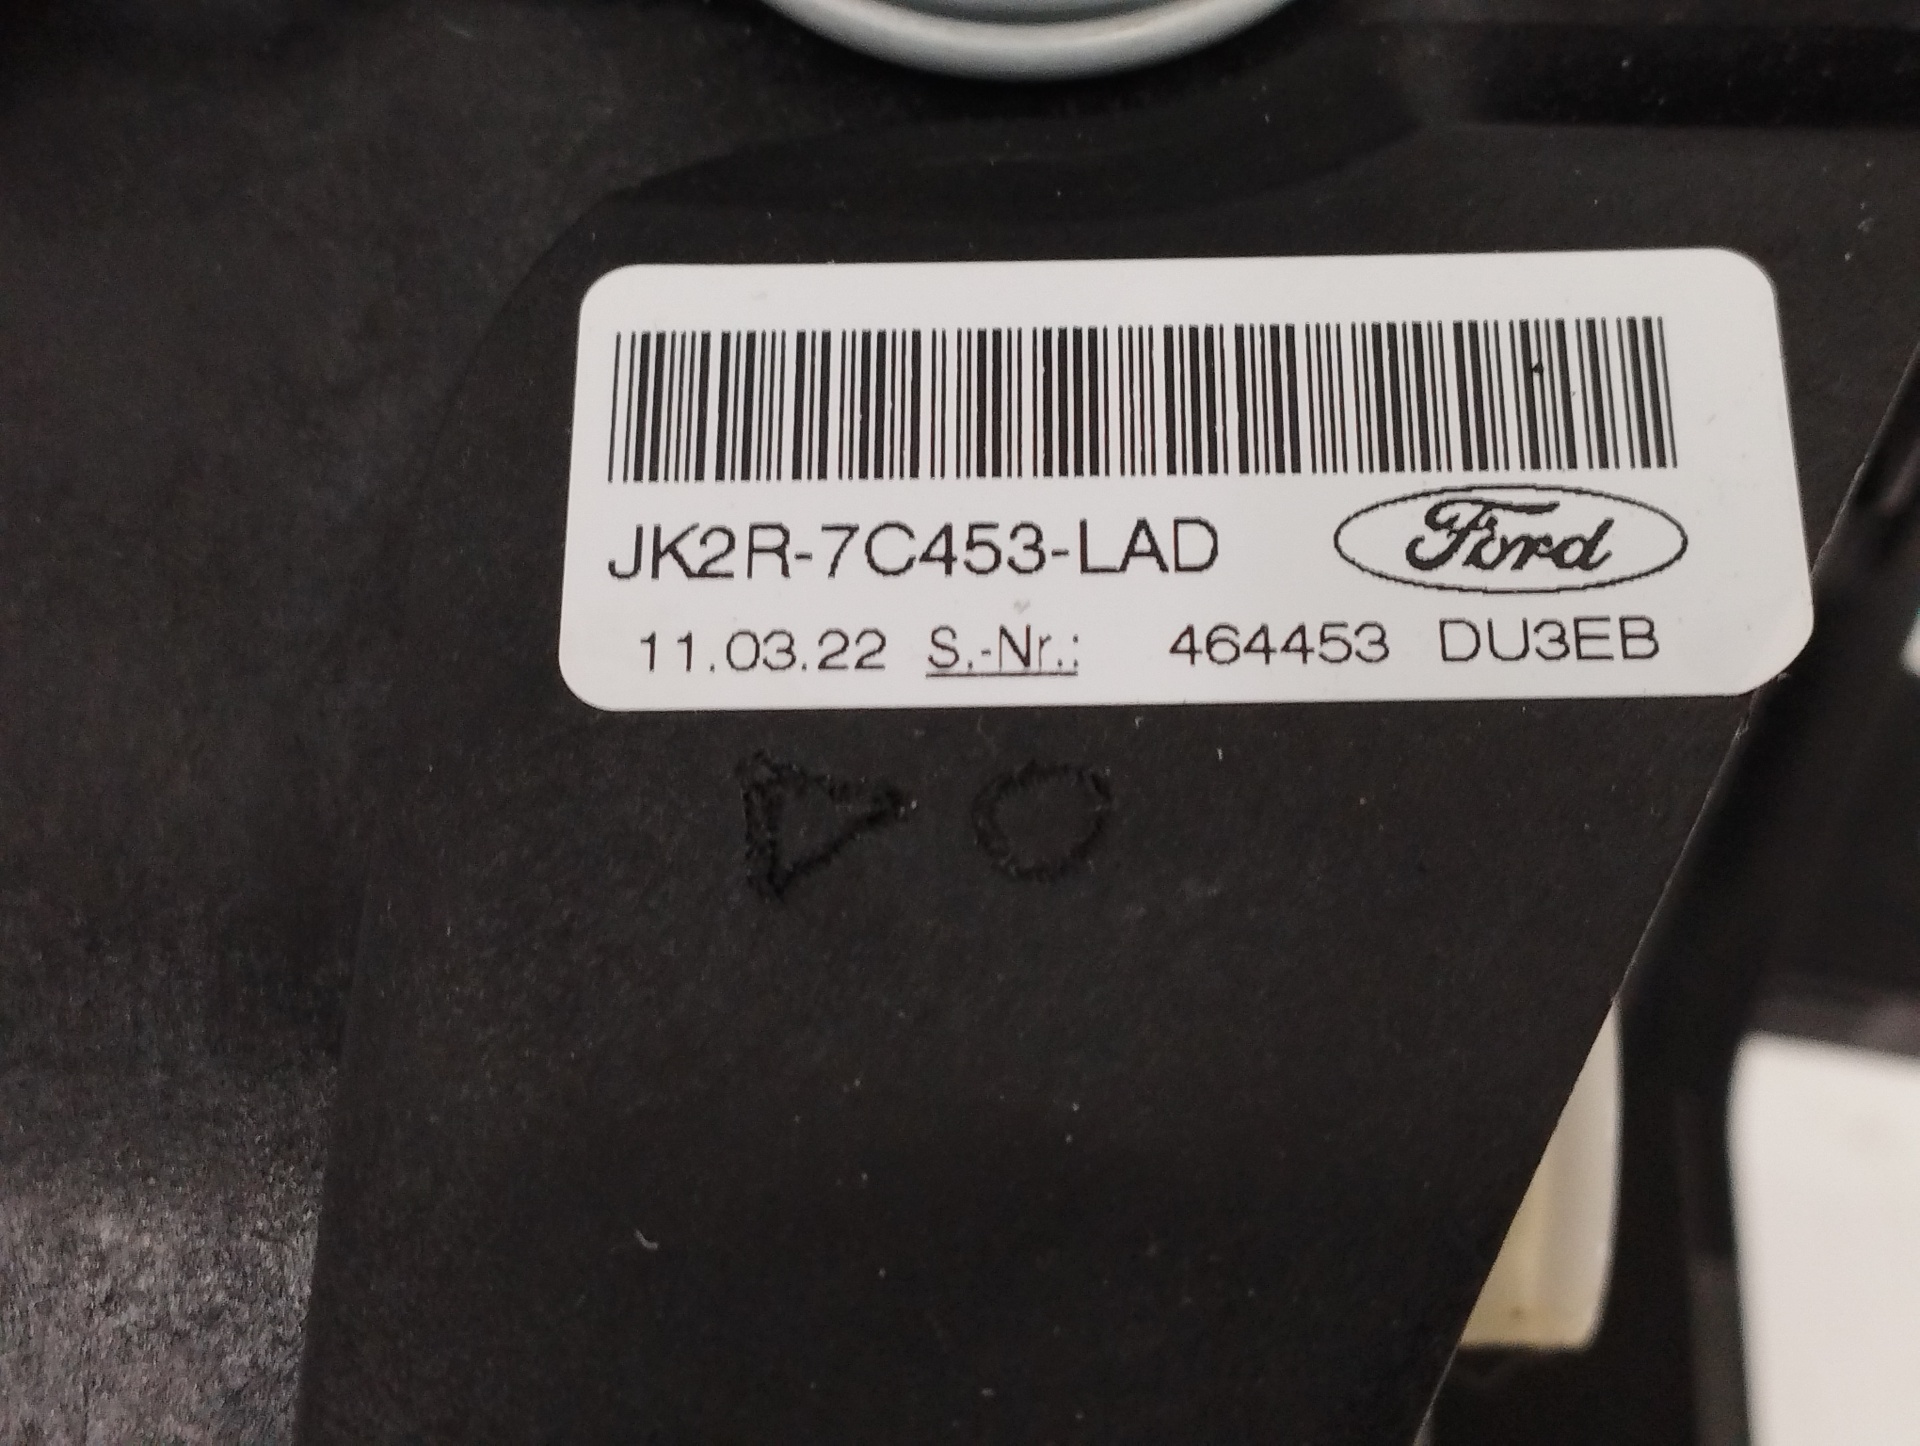 JK2R-7C453-LAD Ford
11.03.22 S.-Nr.: 464453 DU3EB